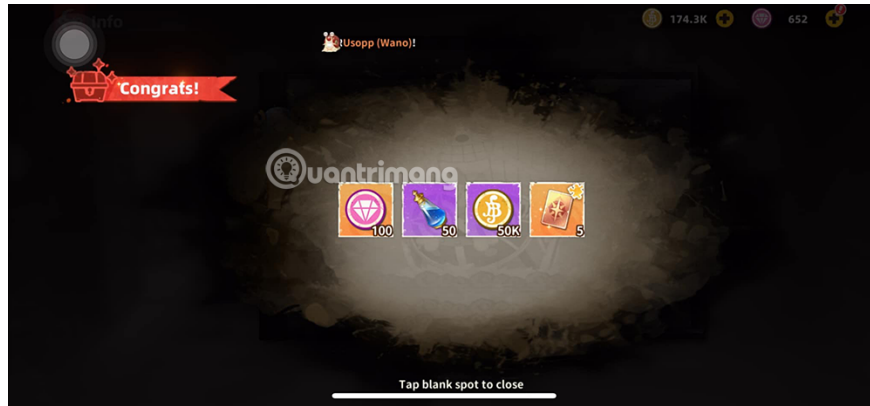 Info
174.3K
652
!Usopp (Wano)!
Congrats!
Quantrimang
100
50
50K
5
Tap blank spot to close